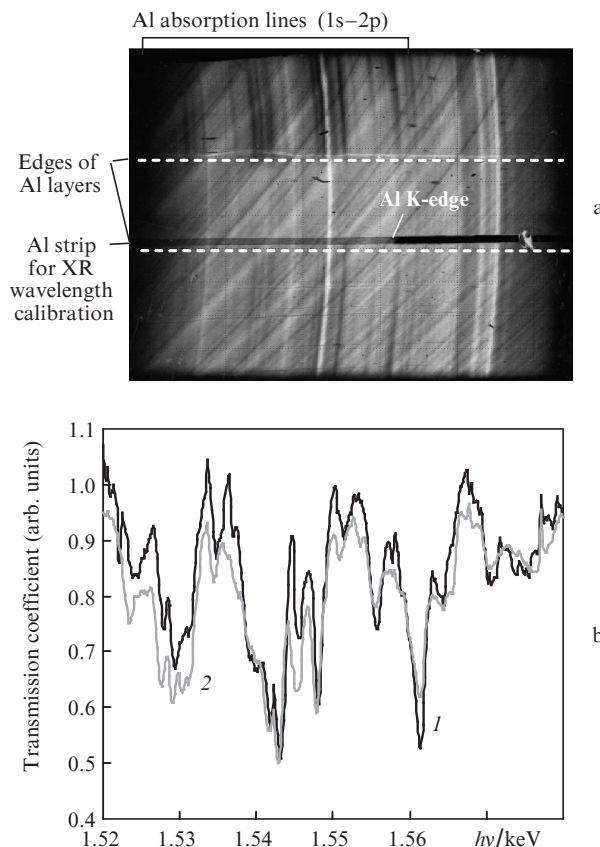 Al absorption lines (1s–2p)
Edges of
Al layers
Al K-edge
a
Al strip
for XR
wavelength
calibration
Transmission coefficient (arb. units)
1.1
1.0
0.9
0.8
0.7
0.6
0.5
0.4
2
1
b
1.52
1.53
1.54
1.55
1.56
hν/keV